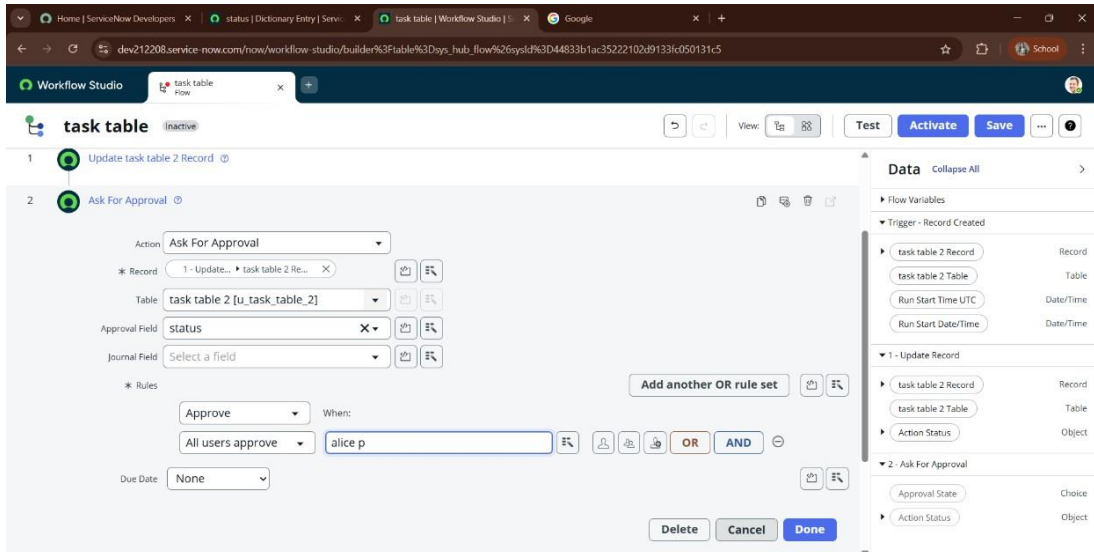 Home | ServiceNow Developers
status | Dictionary Entry | Servic
task table | Workflow Studio | S
Google
dev212208.service-now.com/now/workflow-studio/builder%3Ftable%3Dsys_hub_flow%26sysId%3D44833b1ac35222102d9133fc050131c5
School
Workflow Studio
task table
Flow
task table Inactive
View:
Test Activate Save
1 Update task table 2 Record
2 Ask For Approval
Action Ask For Approval
* Record 1 - Update... ▸ task table 2 Re...
Table task table 2 [u_task_table_2]
Approval Field status
Journal Field Select a field
* Rules Add another OR rule set
Approve When:
All users approve alice p OR AND
Due Date None
Delete Cancel Done
Data Collapse All
Flow Variables
Trigger - Record Created
task table 2 Record Record
task table 2 Table Table
Run Start Time UTC Date/Time
Run Start Date/Time Date/Time
1 - Update Record
task table 2 Record Record
task table 2 Table Table
Action Status Object
2 - Ask For Approval
Approval State Choice
Action Status Object